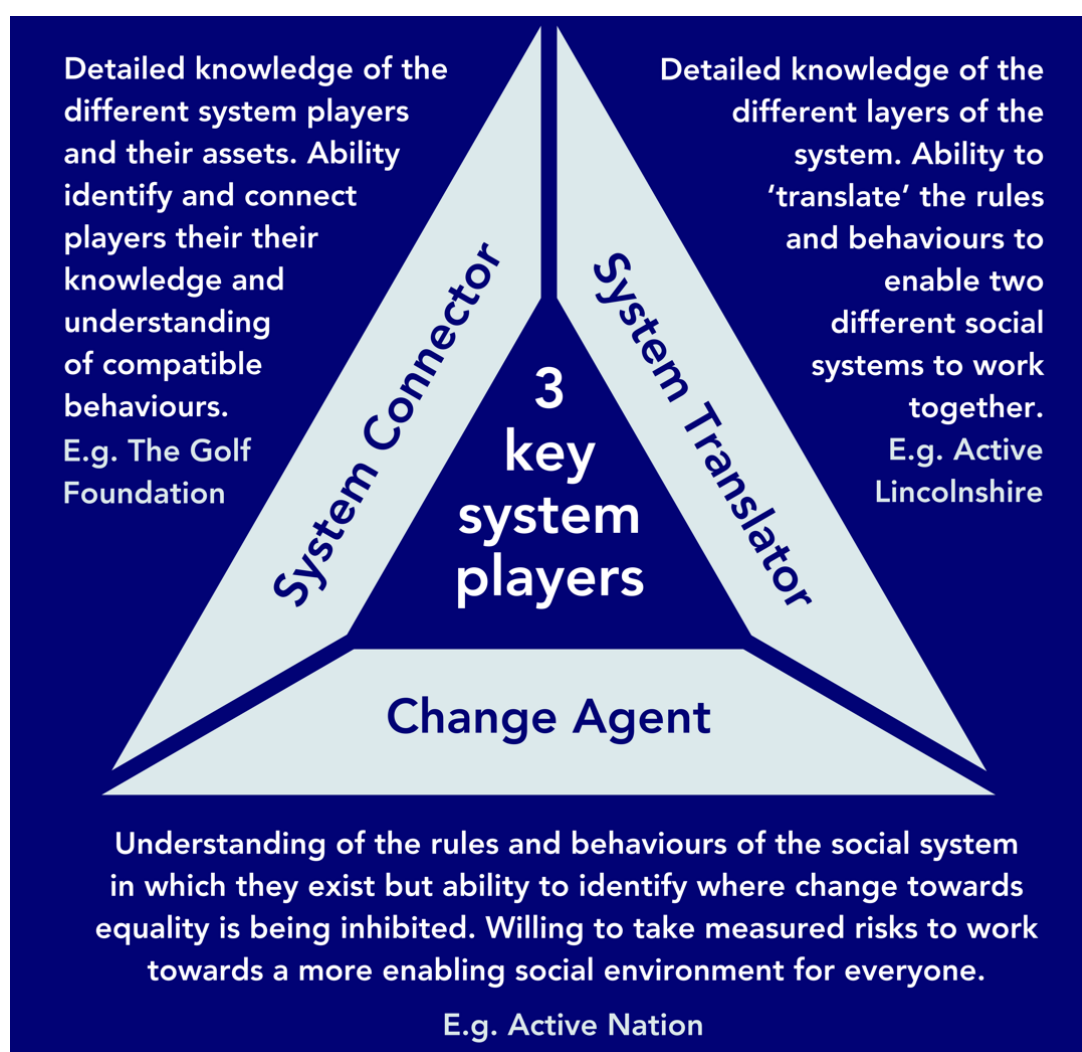 Detailed knowledge of the
different system players
and their assets. Ability
identify and connect
players their their
knowledge and
understanding
of compatible
behaviours.
E.g. The Golf
Foundation
System Connector
3
key
system
players
System Translator
Detailed knowledge of the
different layers of the
system. Ability to
‘translate’ the rules
and behaviours to
enable two
different social
systems to work
together.
E.g. Active
Lincolnshire
Change Agent
Understanding of the rules and behaviours of the social system
in which they exist but ability to identify where change towards
equality is being inhibited. Willing to take measured risks to work
towards a more enabling social environment for everyone.
E.g. Active Nation